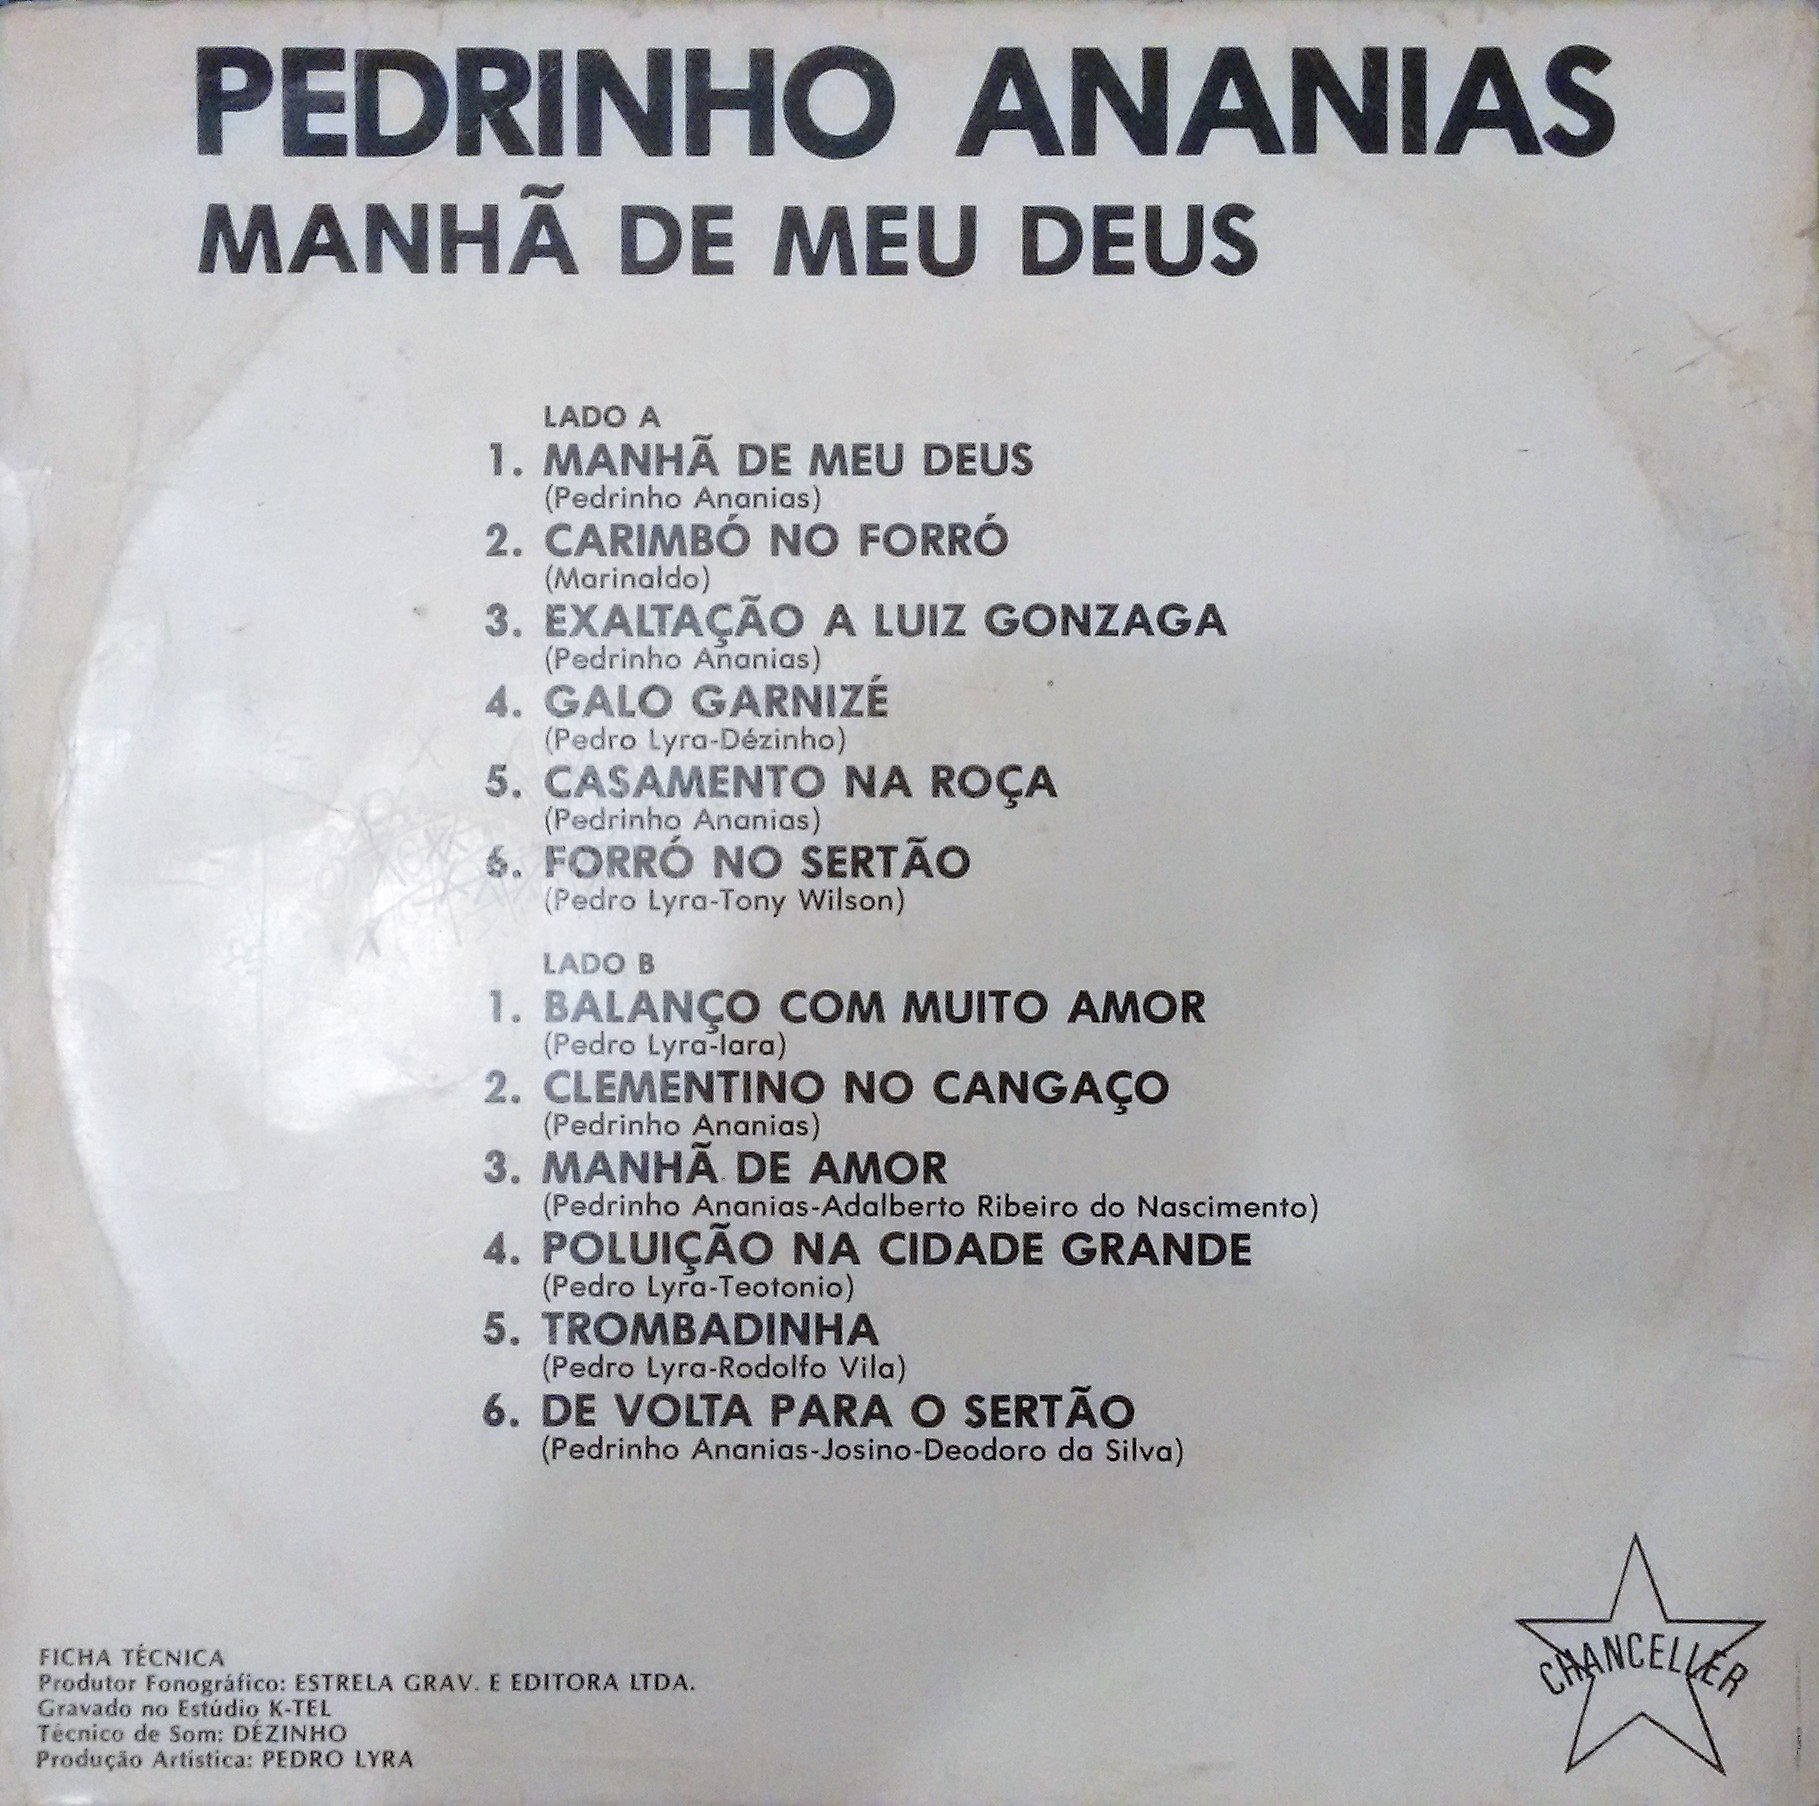 PEDRINHO ANANIAS
MANHÃ DE MEU DEUS
LADO A
1. MANHÃ DE MEU DEUS
(Pedrinho Ananias)
2. CARIMBÓ NO FORRÓ
(Marinaldo)
3. EXALTAÇÃO A LUIZ GONZAGA
(Pedrinho Ananias)
4. GALO GARNIZÉ
(Pedro Lyra-Dézinho)
5. CASAMENTO NA ROÇA
(Pedrinho Ananias)
6. FORRÓ NO SERTÃO
(Pedro Lyra-Tony Wilson)
LADO B
1. BALANÇO COM MUITO AMOR
(Pedro Lyra-Iara)
2. CLEMENTINO NO CANGAÇO
(Pedrinho Ananias)
3. MANHÃ DE AMOR
(Pedrinho Ananias-Adalberto Ribeiro do Nascimento)
4. POLUIÇÃO NA CIDADE GRANDE
(Pedro Lyra-Teotonio)
5. TROMBADINHA
(Pedro Lyra-Rodolfo Vila)
6. DE VOLTA PARA O SERTÃO
(Pedrinho Ananias-Josino-Deodoro da Silva)
FICHA TÉCNICA
Produtor Fonográfico: ESTRELA GRAV. E EDITORA LTDA.
Gravado no Estúdio K-TEL
Técnico de Som: DÉZINHO
Produção Artística: PEDRO LYRA
CHANCELLER